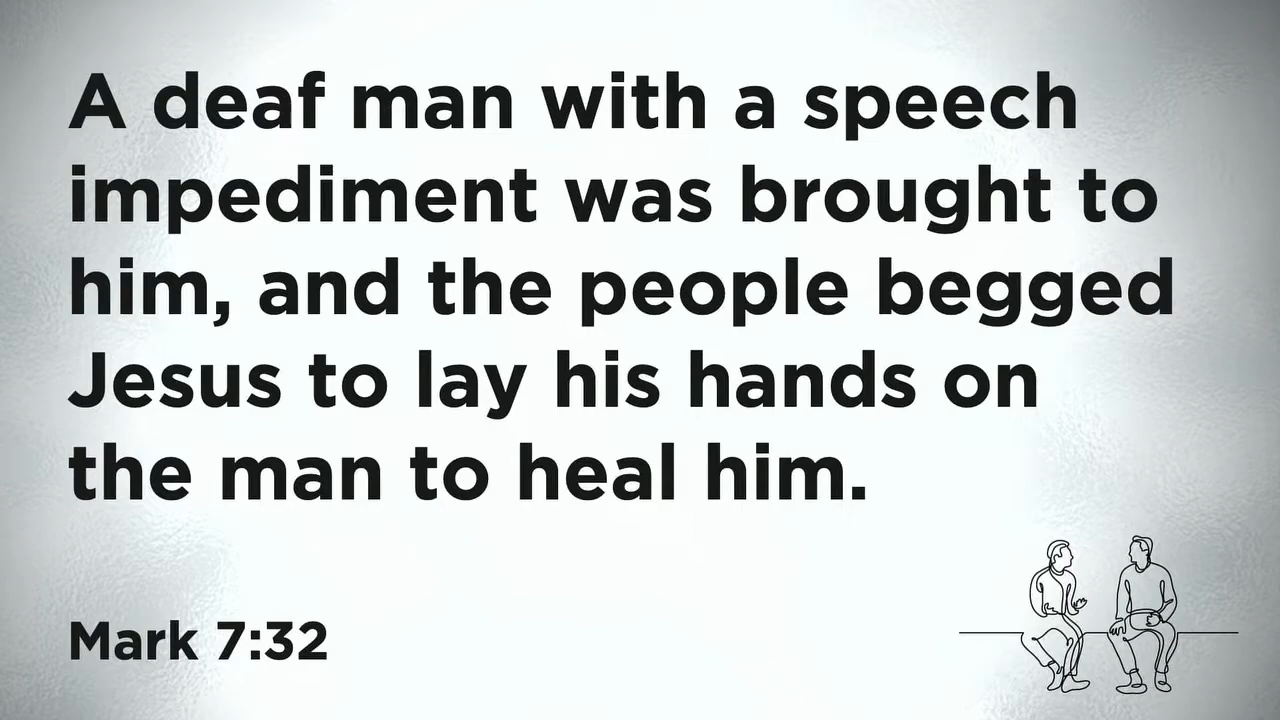 A deaf man with a speech
impediment was brought to
him, and the people begged
Jesus to lay his hands on
the man to heal him.
Mark 7:32